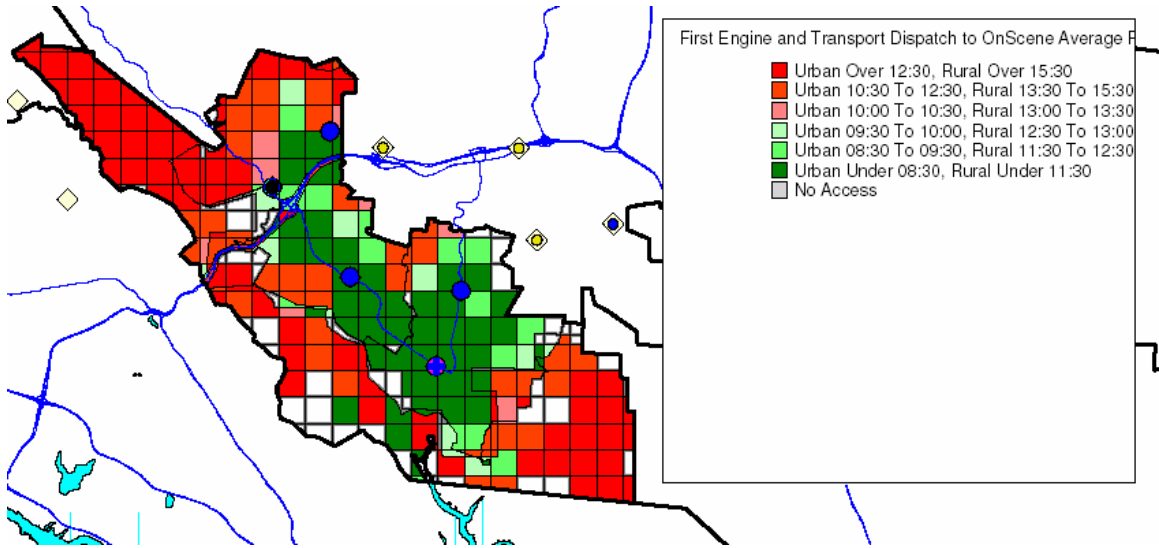 First Engine and Transport Dispatch to OnScene Average
Urban Over 12:30, Rural Over 15:30
Urban 10:30 To 12:30, Rural 13:30 To 15:30
Urban 10:00 To 10:30, Rural 13:00 To 13:30
Urban 09:30 To 10:00, Rural 12:30 To 13:00
Urban 08:30 To 09:30, Rural 11:30 To 12:30
Urban Under 08:30, Rural Under 11:30
No Access